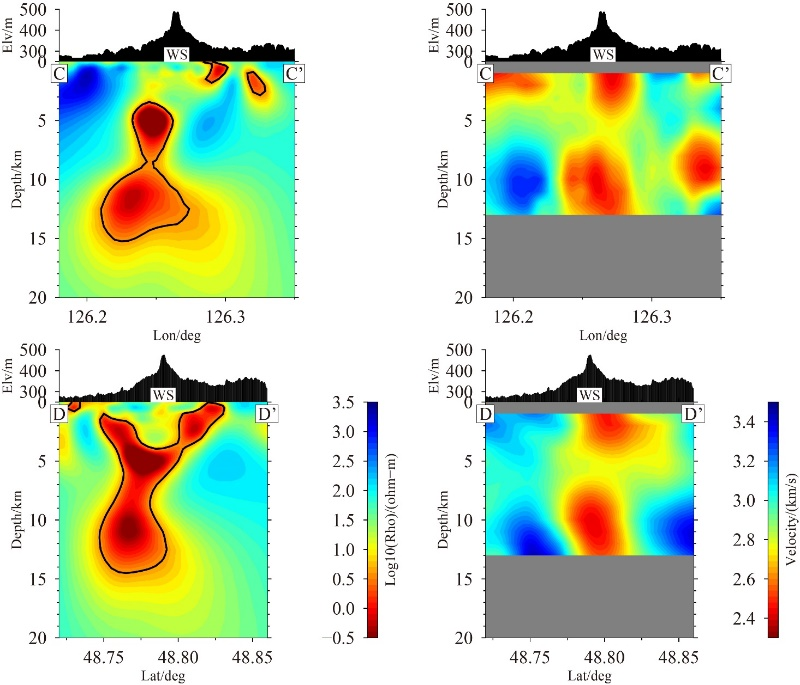 500
400
300
0
Elv/m
WS
C C'
5
10
15
20
Depth/km
126.2 126.3
Lon/deg
500
400
300
0
Elv/m
WS
C C'
5
10
15
20
Depth/km
126.2 126.3
Lon/deg
500
400
300
0
Elv/m
WS
D D'
5
10
15
20
Depth/km
48.75 48.80 48.85
Lat/deg
3.5
3.0
2.5
2.0
1.5
1.0
0.5
0.0
−0.5
Log10(Rho)/(ohm−m)
500
400
300
0
Elv/m
WS
D D'
5
10
15
20
Depth/km
48.75 48.80 48.85
Lat/deg
3.4
3.2
3.0
2.8
2.6
2.4
Velocity/(km/s)